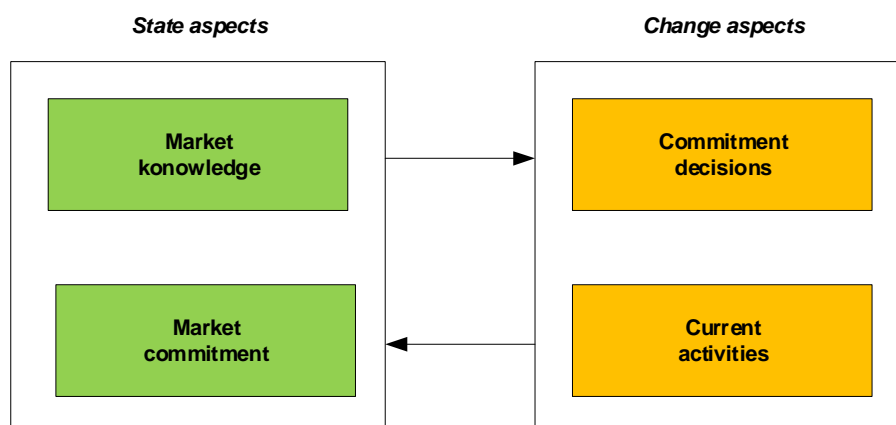 State aspects
Change aspects
Market
konowledge
Commitment
decisions
Market
commitment
Current
activities